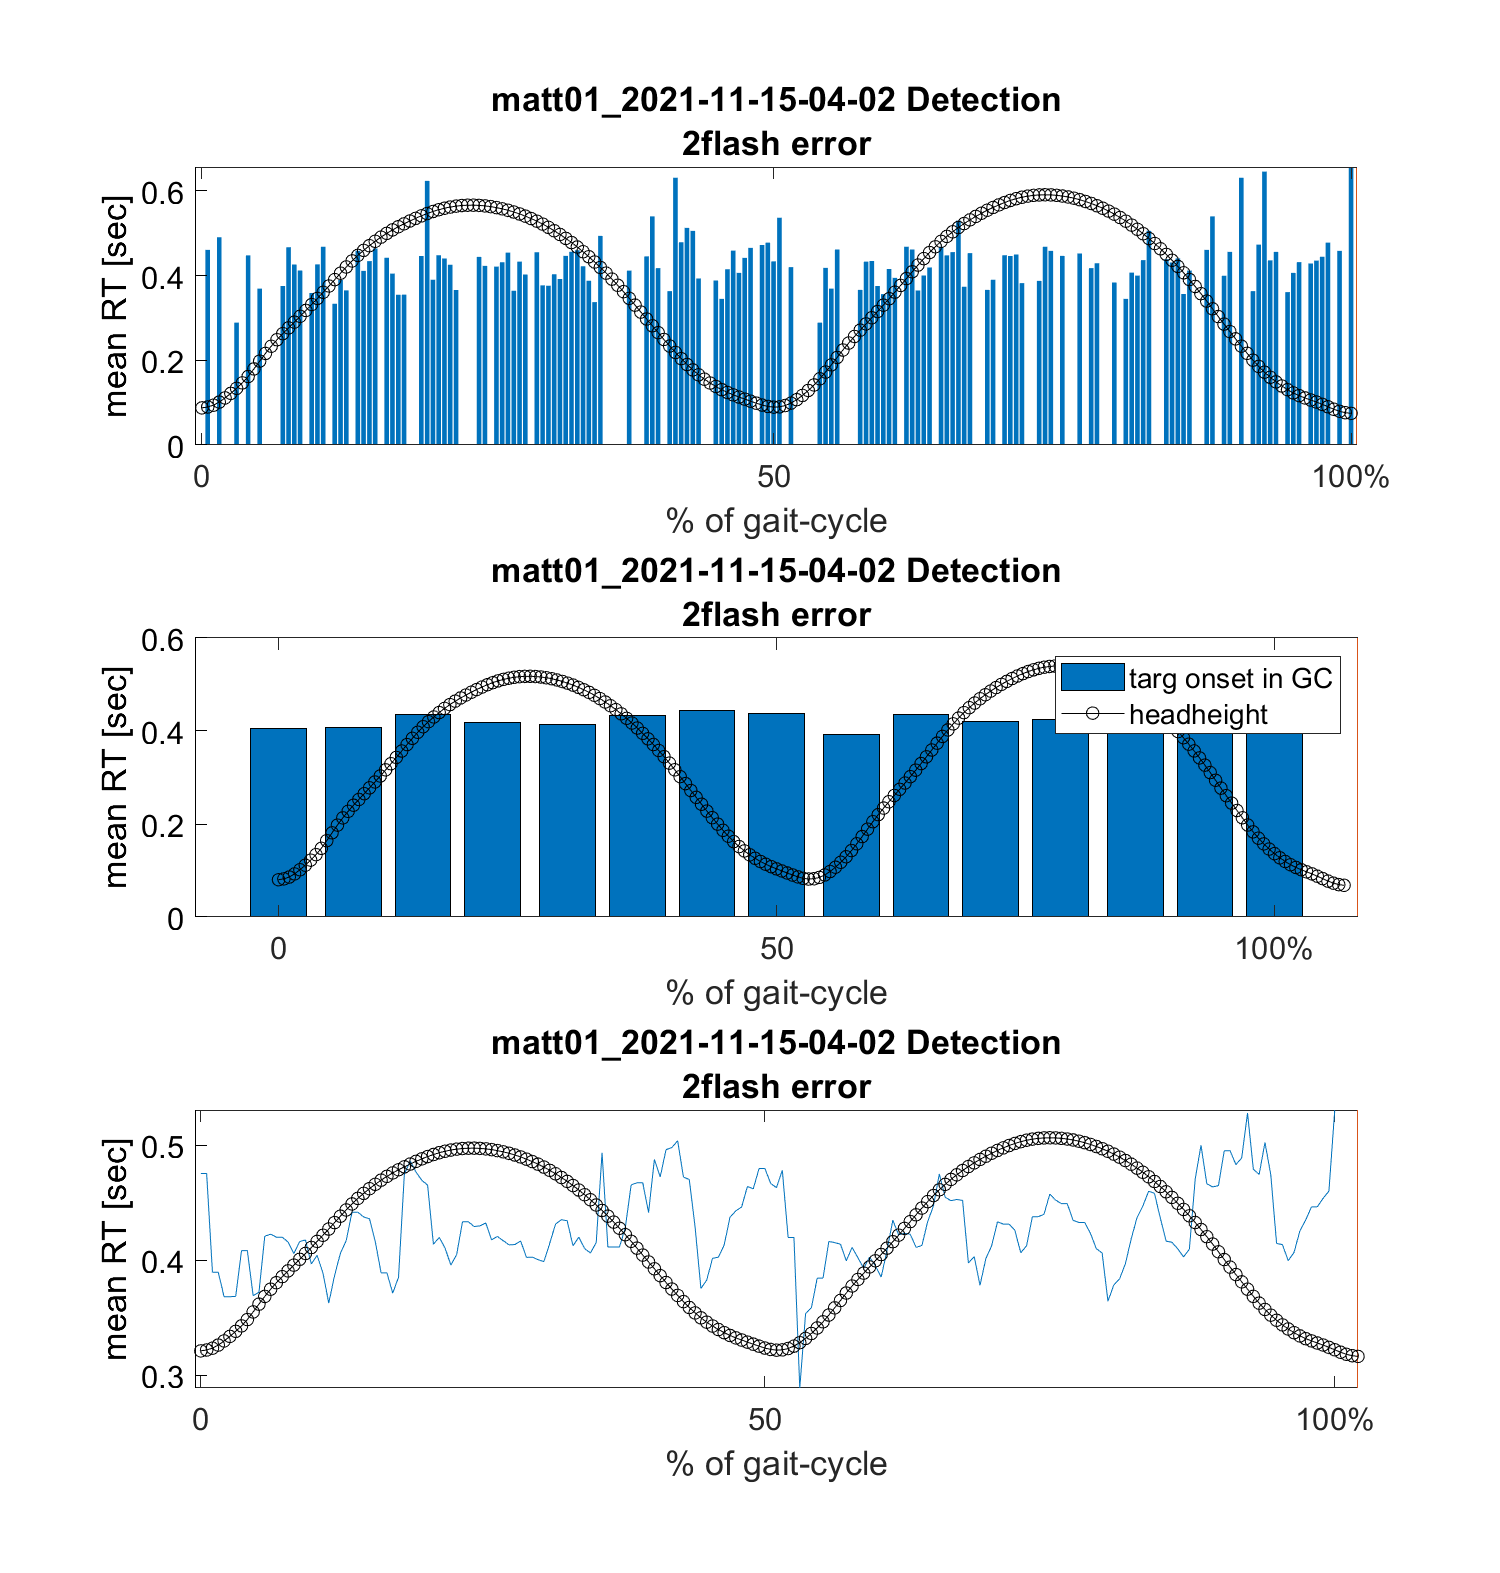 matt01_2021-11-15-04-02 Detection
2flash error
mean RT [sec]
0.6
0.4
0.2
0
0
50
100%
% of gait-cycle
matt01_2021-11-15-04-02 Detection
2flash error
mean RT [sec]
0.6
0.4
0.2
0
targ onset in GC
headheight
0
50
100%
% of gait-cycle
matt01_2021-11-15-04-02 Detection
2flash error
mean RT [sec]
0.5
0.4
0.3
0
50
100%
% of gait-cycle